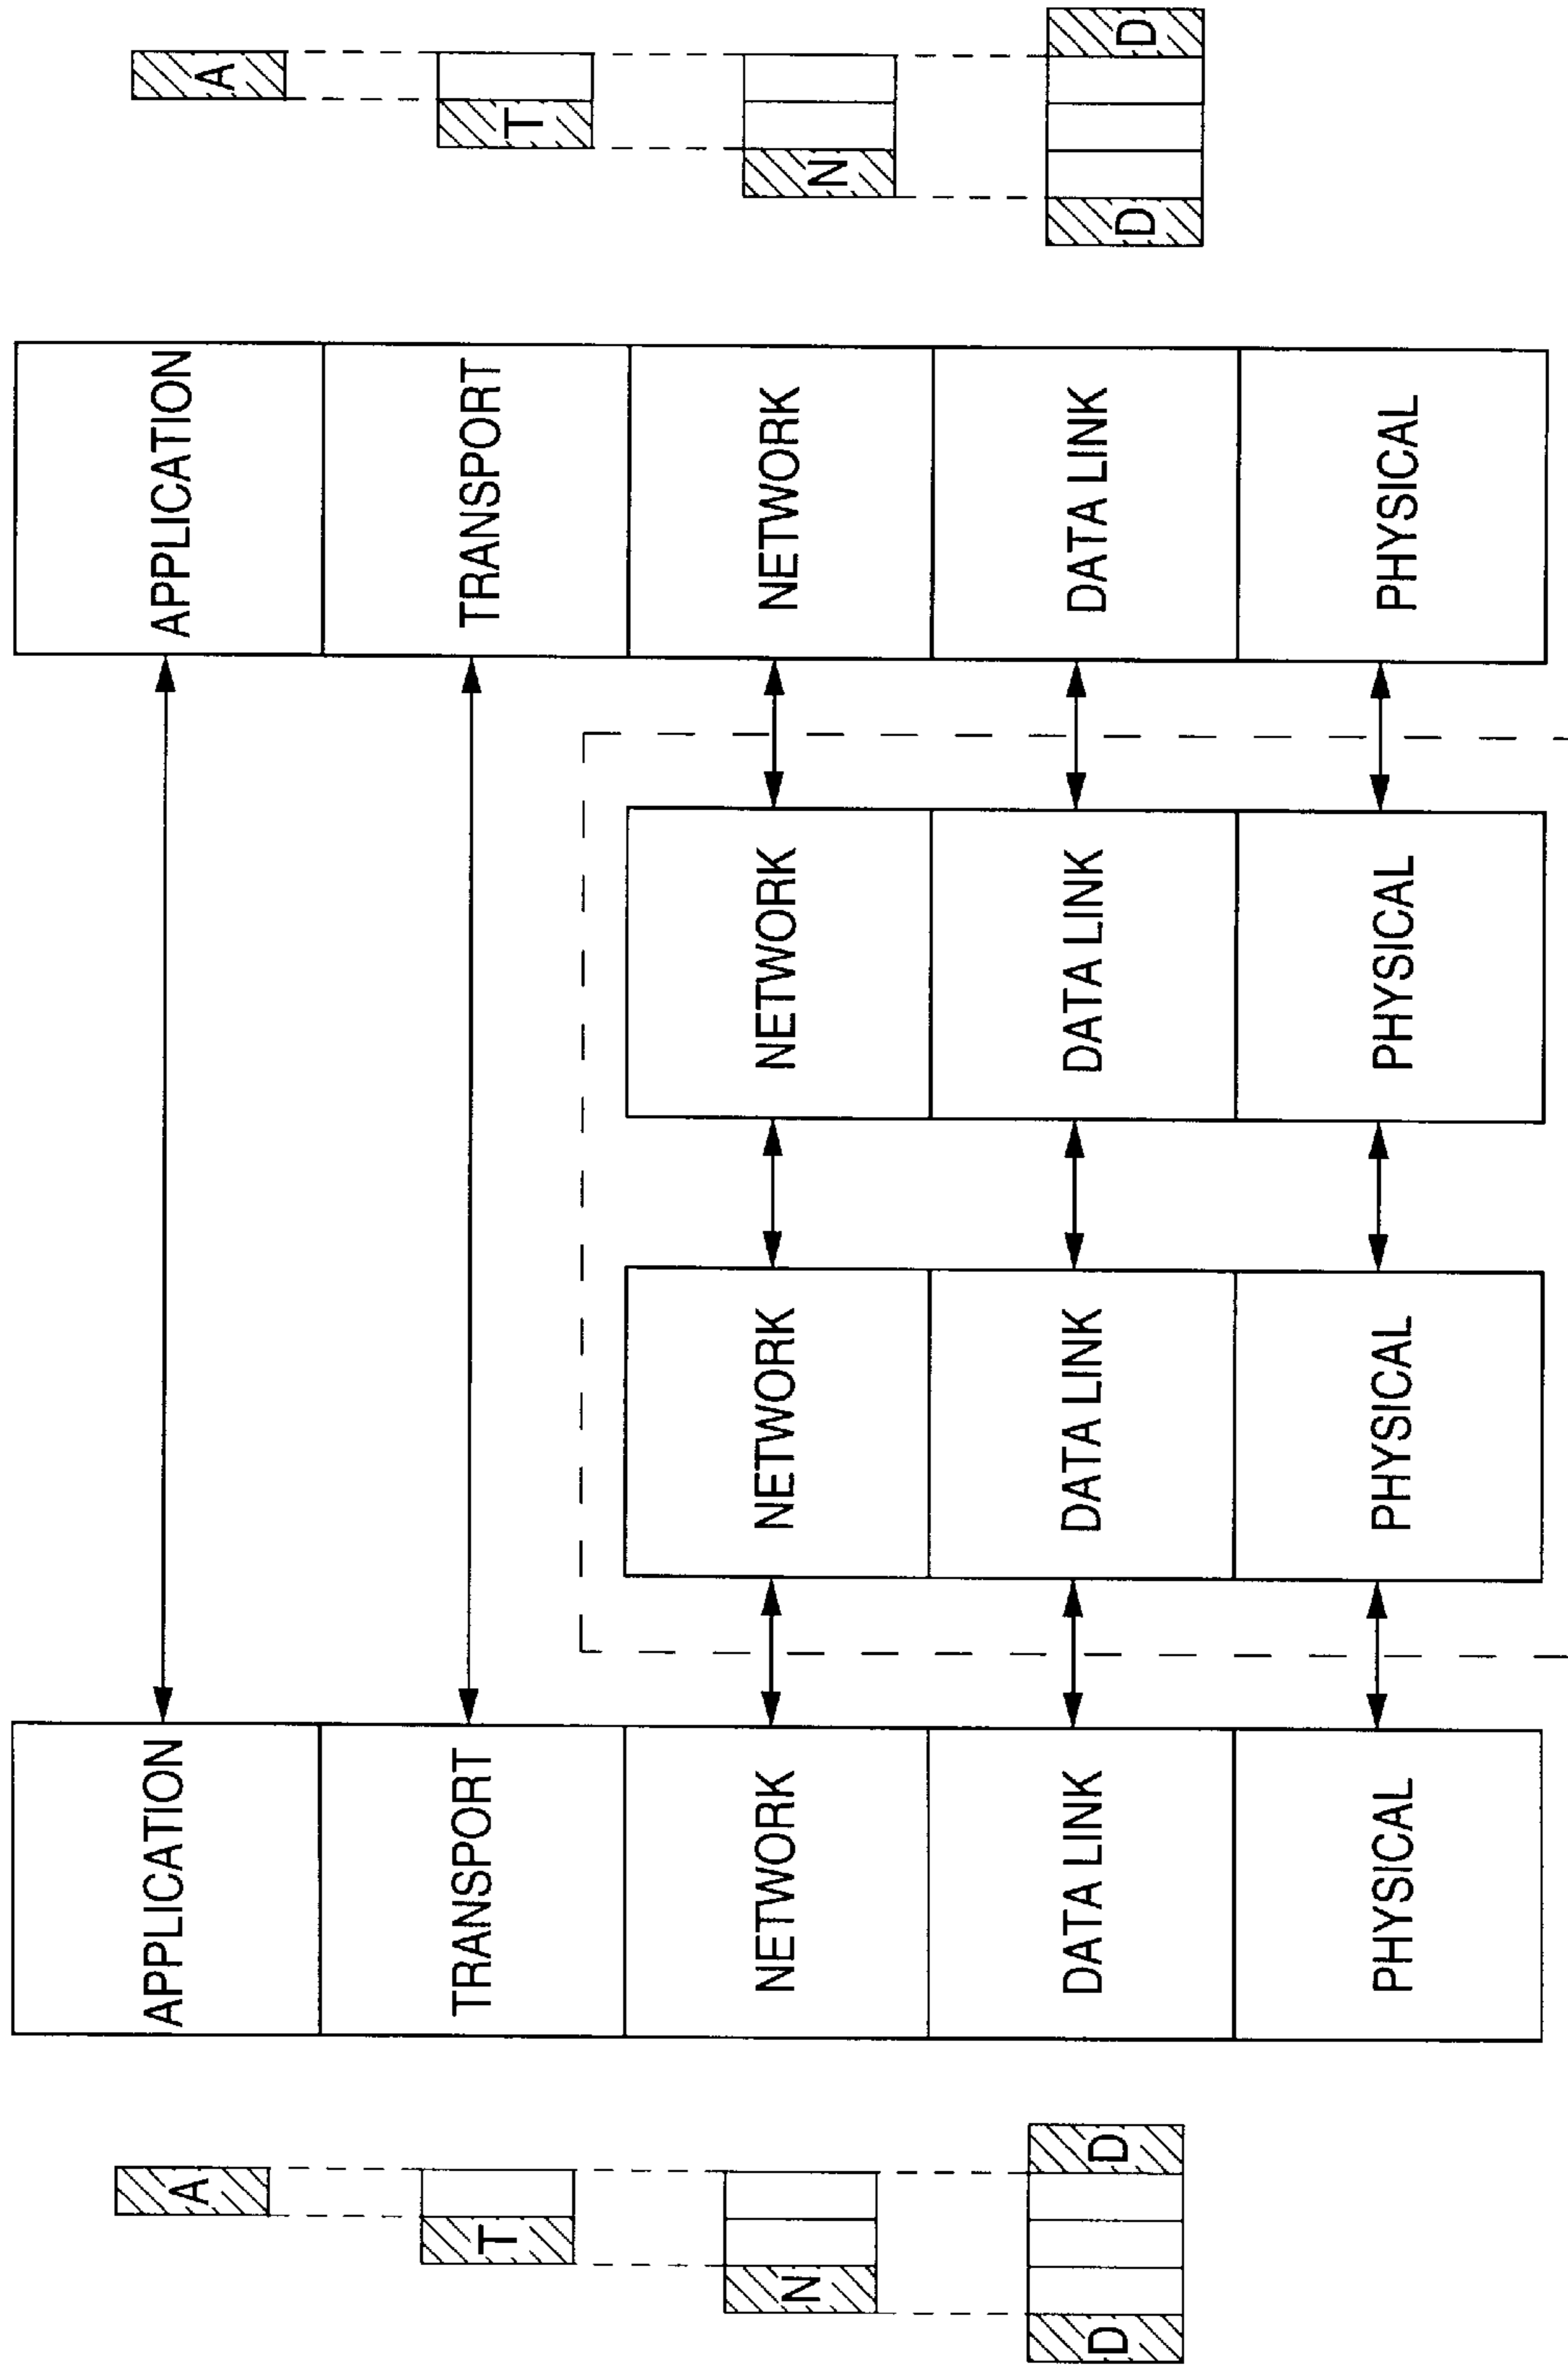 A
APPLICATION
APPLICATION
A
T
TRANSPORT
TRANSPORT
T
N
NETWORK
NETWORK
NETWORK
NETWORK
N
D
D
DATA LINK
DATA LINK
DATA LINK
DATA LINK
D
D
PHYSICAL
PHYSICAL
PHYSICAL
PHYSICAL